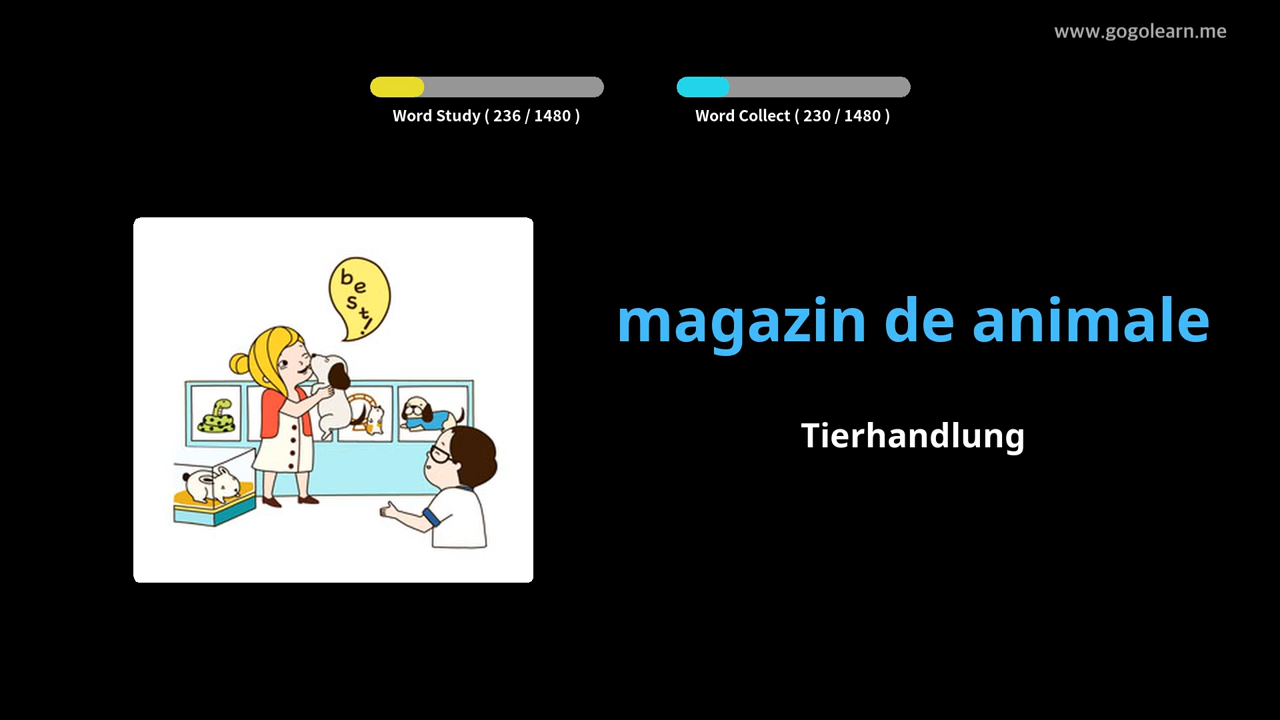 www.gogolearn.me
Word Study ( 236 / 1480 )
Word Collect ( 230 / 1480 )
best!
magazin de animale
Tierhandlung